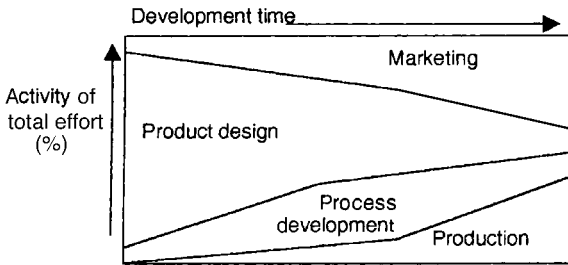 Development time
Marketing
Activity of
total effort
(%)
Product design
Process
development
Production